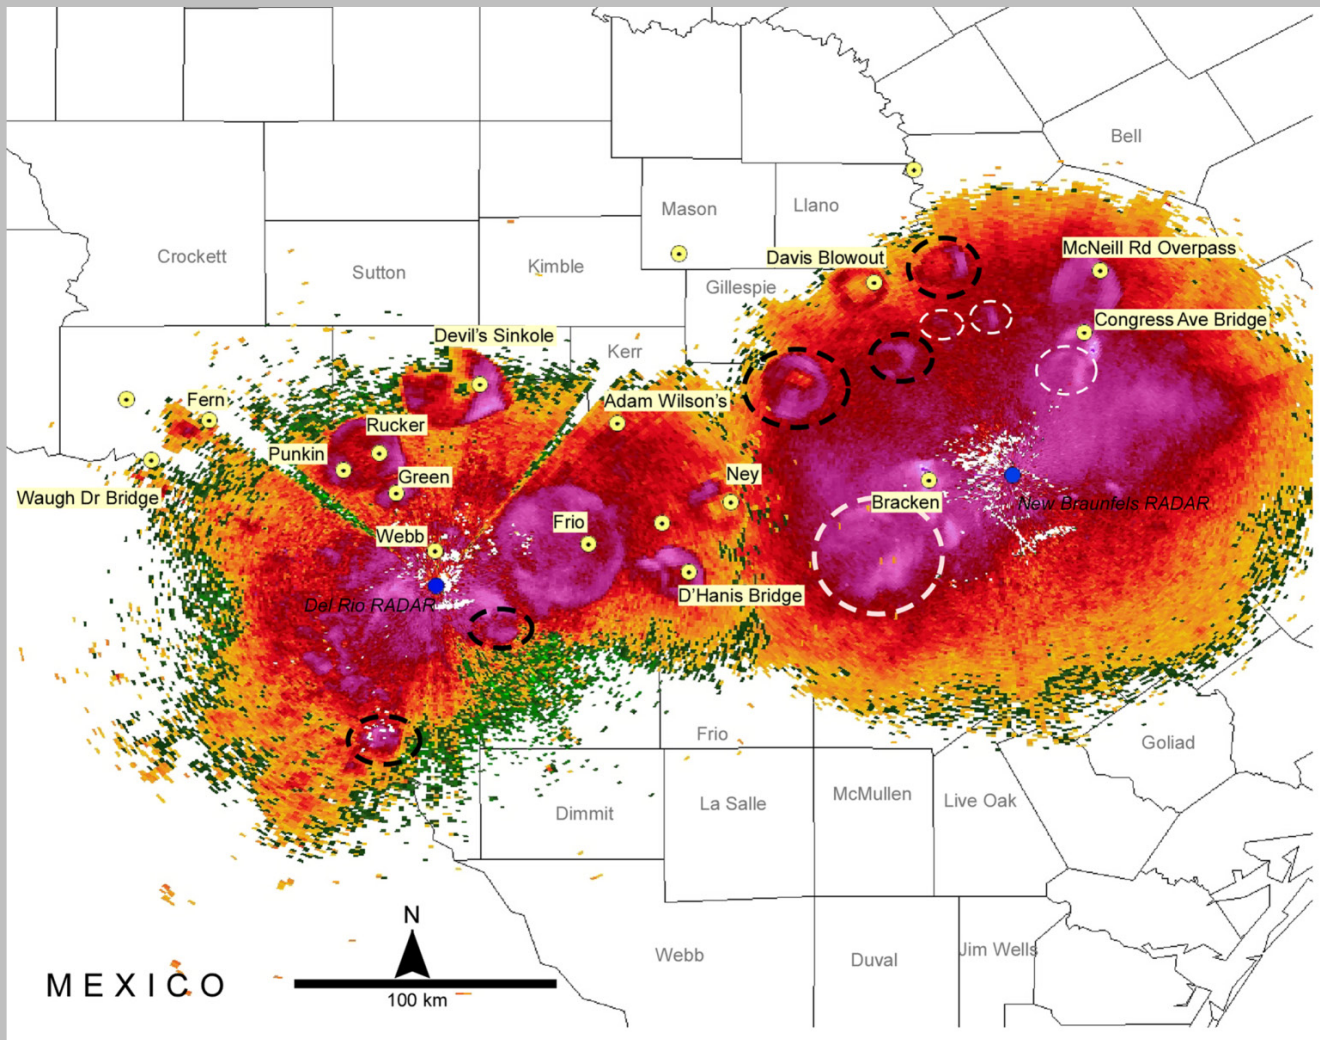 Bell
Mason
Llano
McNeill Rd Overpass
Crockett
Davis Blowout
Sutton
Kimble
Gillespie
Congress Ave Bridge
Devil's Sinkole
Kerr
Fern
Adam Wilson's
Rucker
Punkin
Green
Ney
Waugh Dr Bridge
Bracken
New Braunfels RADAR
Frio
Webb
Del Rio RADAR
D'Hanis Bridge
Frio
Goliad
Dimmit
La Salle
McMullen
Live Oak
N
Webb
Duval
Jim Wells
MEXICO
100 km